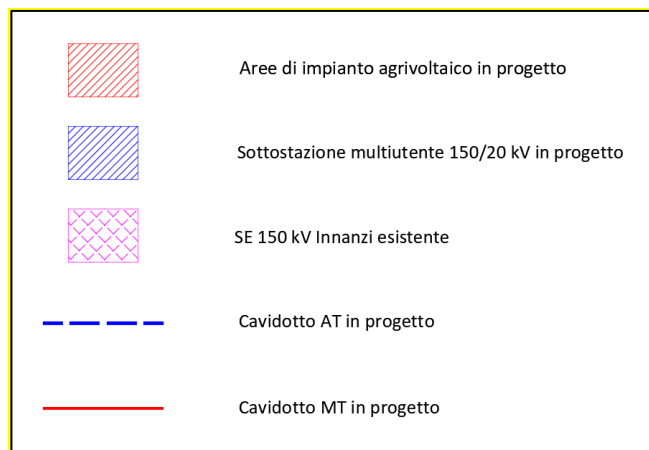 Aree di impianto agrivoltaico in progetto
Sottostazione multiutente 150/20 kV in progetto
SE 150 kV Innanzi esistente
Cavidotto AT in progetto
Cavidotto MT in progetto